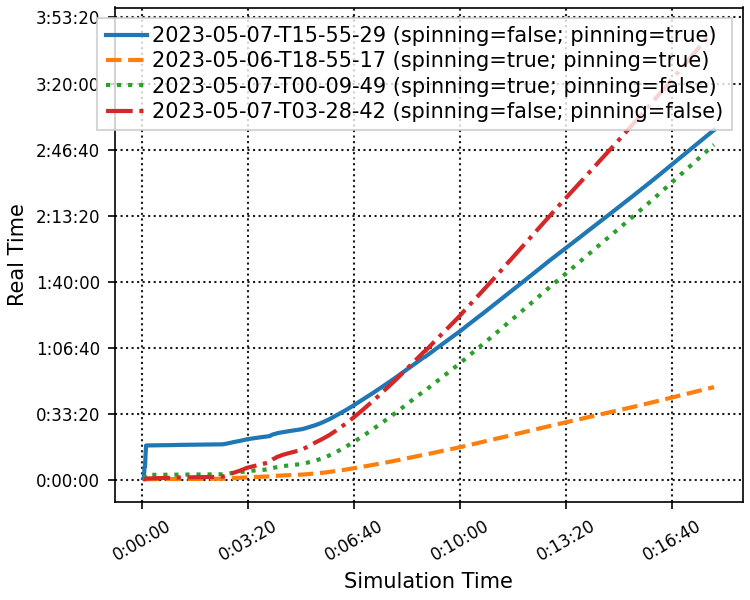 3:53:20
3:20:00
2:46:40
2:13:20
1:40:00
1:06:40
0:33:20
0:00:00
Real Time
2023-05-07-T15-55-29 (spinning=false; pinning=true)
2023-05-06-T18-55-17 (spinning=true; pinning=true)
2023-05-07-T00-09-49 (spinning=true; pinning=false)
2023-05-07-T03-28-42 (spinning=false; pinning=false)
0:00:00
0:03:20
0:06:40
0:10:00
0:13:20
0:16:40
Simulation Time